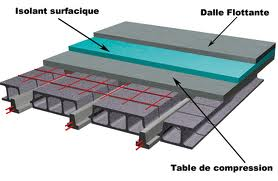 Isolant surfacique
Dalle Flottante
Table de compression